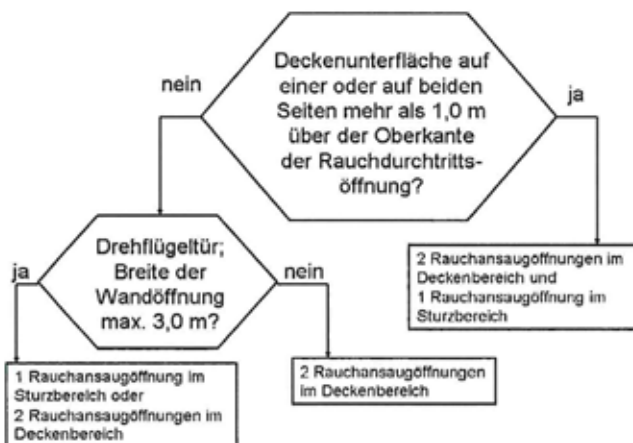 Deckenunterfläche auf
einer oder auf beiden
Seiten mehr als 1,0 m
über der Oberkante
der Rauchdurchtritts-
öffnung?
nein
ja
Drehflügeltür;
Breite der
Wandöffnung
max. 3,0 m?
ja
nein
2 Rauchansaugöffnungen im
Deckenbereich und
1 Rauchansaugöffnung im
Sturzbereich
1 Rauchansaugöffnung im
Sturzbereich oder
2 Rauchansaugöffnungen im
Deckenbereich
2 Rauchansaugöffnungen
im Deckenbereich